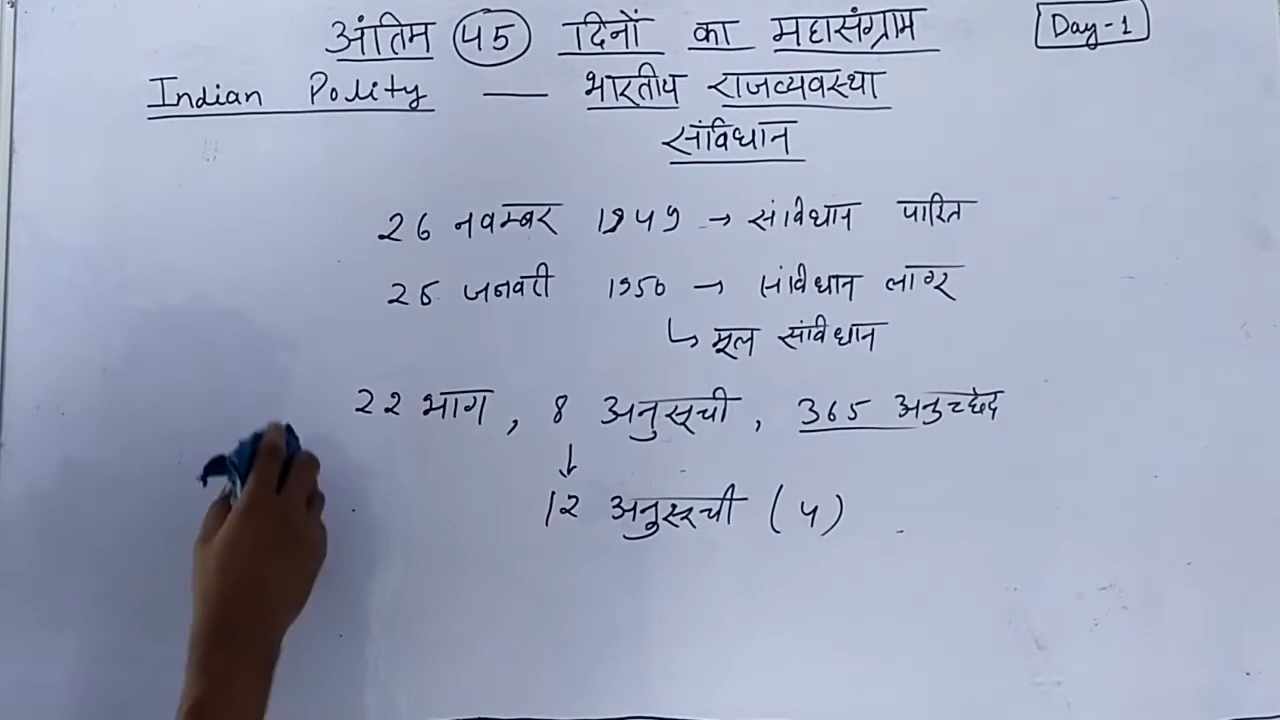 अंतिम 45 दिनों का महासंग्राम
Day-1
Indian Polity — भारतीय राजव्यवस्था
संविधान
26 नवम्बर 1949 → संविधान पारित
26 जनवरी 1950 → संविधान लागू
↳ मूल संविधान
22 भाग, 8 अनुसूची, 365 अनुच्छेद
↓
12 अनुसूची (4)